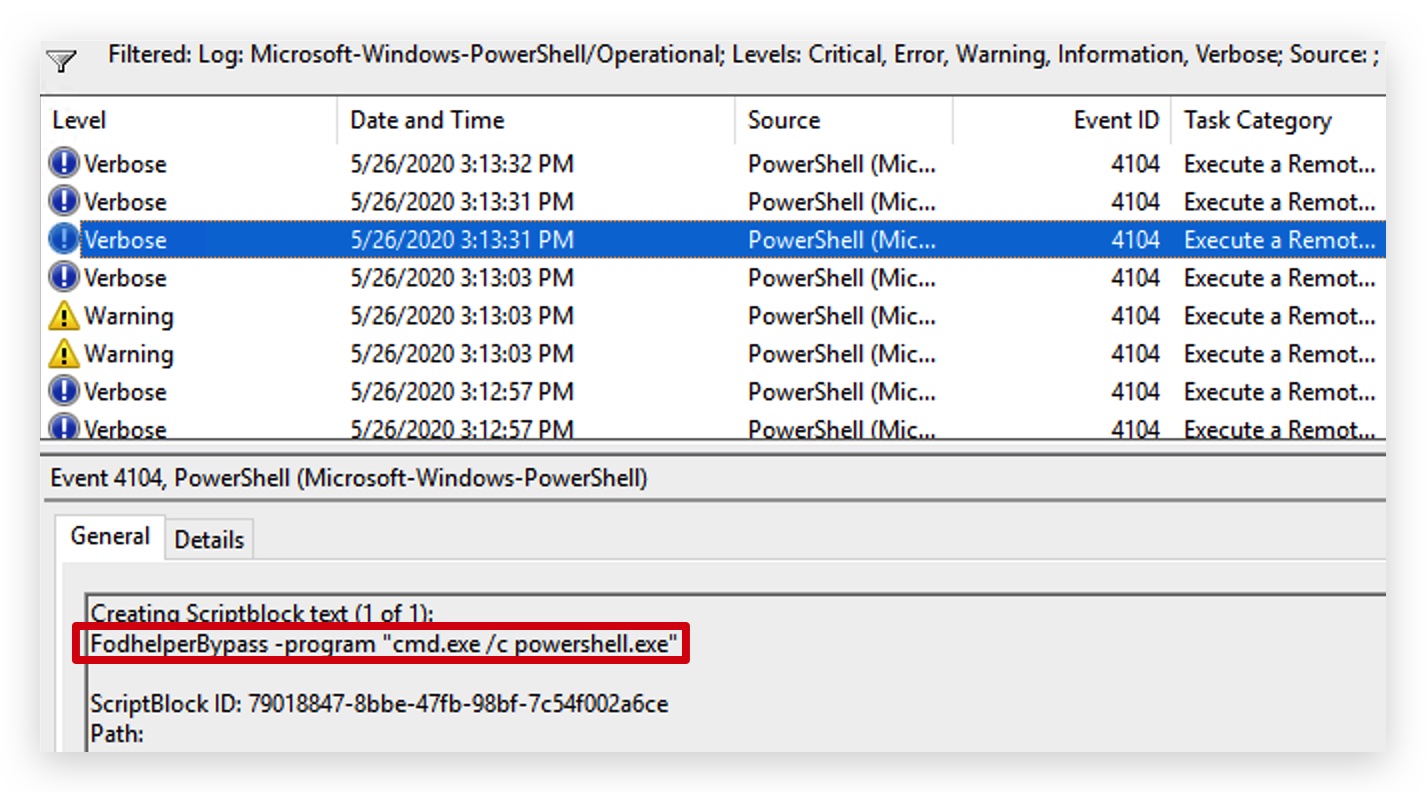 Filtered: Log: Microsoft-Windows-PowerShell/Operational; Levels: Critical, Error, Warning, Information, Verbose; Source: ;
Level Date and Time Source Event ID Task Category
Verbose 5/26/2020 3:13:32 PM PowerShell (Mic... 4104 Execute a Remot...
Verbose 5/26/2020 3:13:31 PM PowerShell (Mic... 4104 Execute a Remot...
Verbose 5/26/2020 3:13:31 PM PowerShell (Mic... 4104 Execute a Remot...
Verbose 5/26/2020 3:13:03 PM PowerShell (Mic... 4104 Execute a Remot...
Warning 5/26/2020 3:13:03 PM PowerShell (Mic... 4104 Execute a Remot...
Warning 5/26/2020 3:13:03 PM PowerShell (Mic... 4104 Execute a Remot...
Verbose 5/26/2020 3:12:57 PM PowerShell (Mic... 4104 Execute a Remot...
Verbose 5/26/2020 3:12:57 PM PowerShell (Mic... 4104 Execute a Remot...
Event 4104, PowerShell (Microsoft-Windows-PowerShell)
General Details
Creating Scriptblock text (1 of 1):
FodhelperBypass -program "cmd.exe /c powershell.exe"
ScriptBlock ID: 79018847-8bbe-47fb-98bf-7c54f002a6ce
Path: